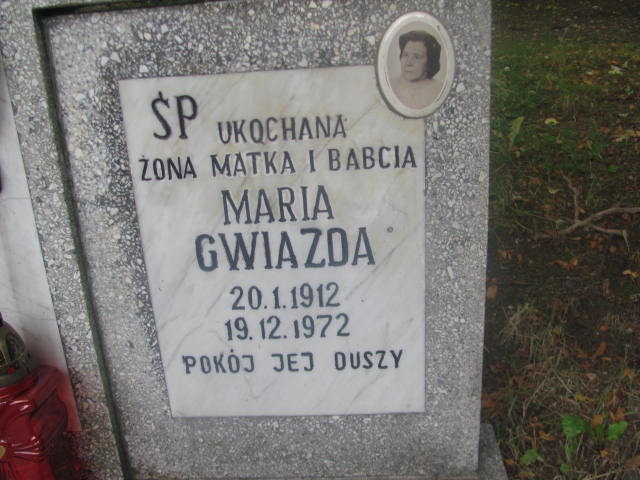 ŚP UKOCHANA
ŻONA MATKA I BABCIA
MARIA
GWIAZDA
20.1.1912
19.12.1972
POKÓJ JEJ DUSZY